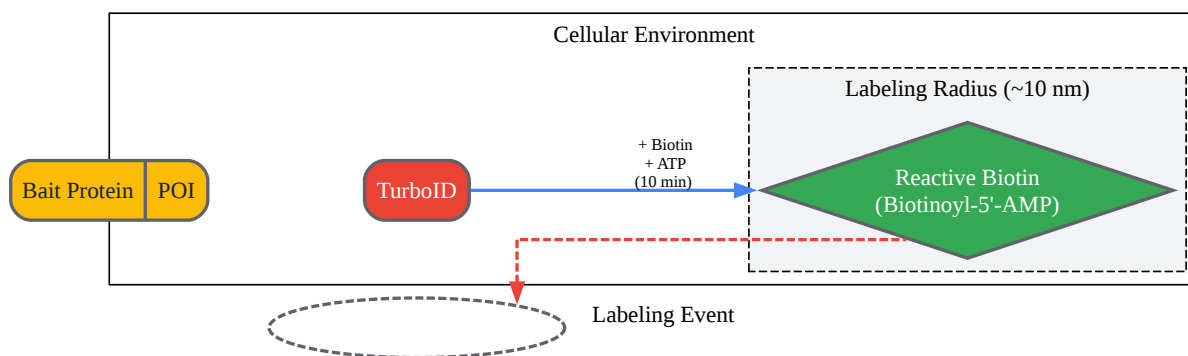 Cellular Environment
Labeling Radius (~10 nm)
Bait Protein
POI
TurboID
+ Biotin
+ ATP
(10 min)
Reactive Biotin
(Biotinoyl-5'-AMP)
Labeling Event